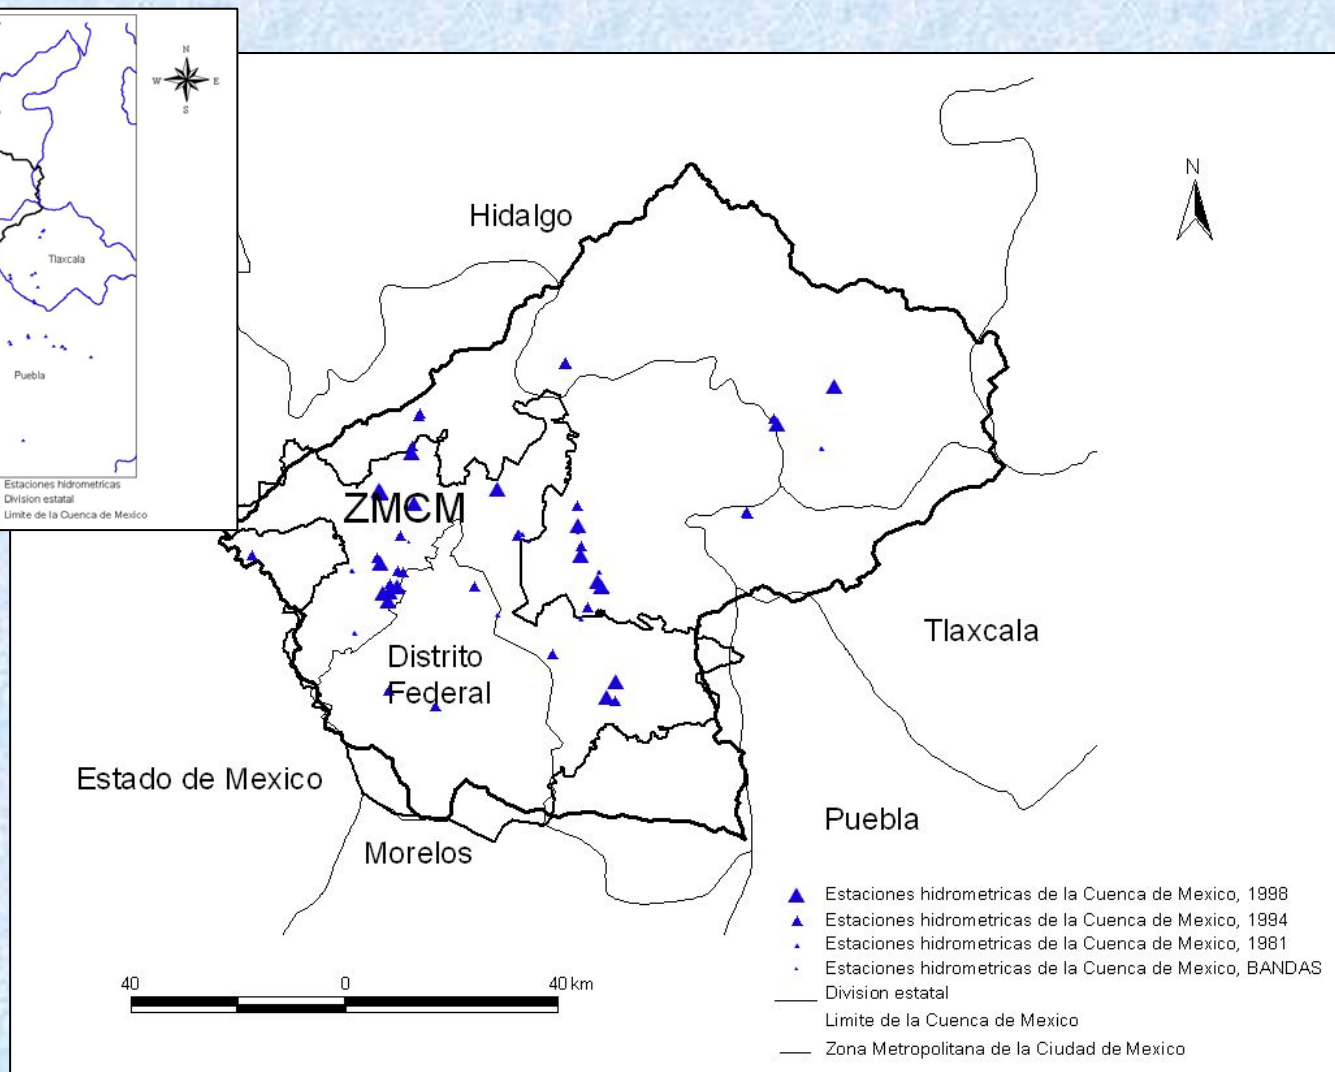 N
W
E
S
Tlaxcala
Puebla
Estaciones hidrometricas
Division estatal
Limite de la Cuenca de Mexico
N
Hidalgo
ZMCM
Distrito
Federal
Tlaxcala
Estado de Mexico
Puebla
Morelos
Estaciones hidrometricas de la Cuenca de Mexico, 1998
Estaciones hidrometricas de la Cuenca de Mexico, 1994
Estaciones hidrometricas de la Cuenca de Mexico, 1981
Estaciones hidrometricas de la Cuenca de Mexico, BANDAS
Division estatal
Limite de la Cuenca de Mexico
Zona Metropolitana de la Ciudad de Mexico
40 0 40 km